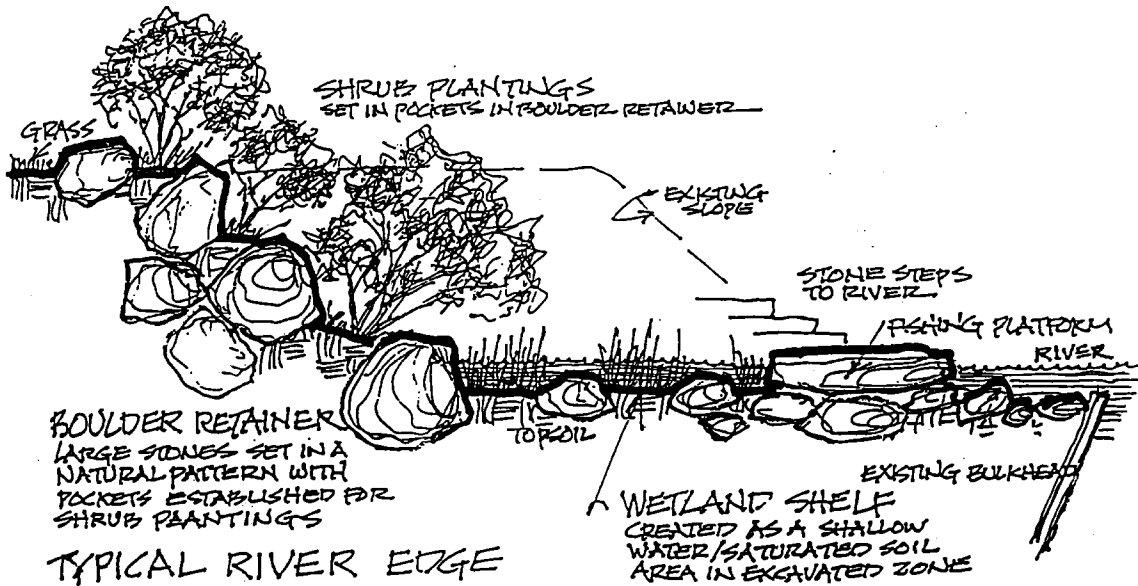 SHRUB PLANTINGS
SET IN POCKETS IN BOULDER RETAINER
GRASS
EXISTING
SLOPE
STONE STEPS
TO RIVER
FISHING PLATFORM
RIVER
BOULDER RETAINER
LARGE STONES SET IN A
NATURAL PATTERN WITH
POCKETS ESTABLISHED FOR
SHRUB PLANTINGS
TOPSOIL
EXISTING BULKHEAD
WETLAND SHELF
CREATED AS A SHALLOW
WATER/SATURATED SOIL
AREA IN EXCAVATED ZONE
TYPICAL RIVER EDGE